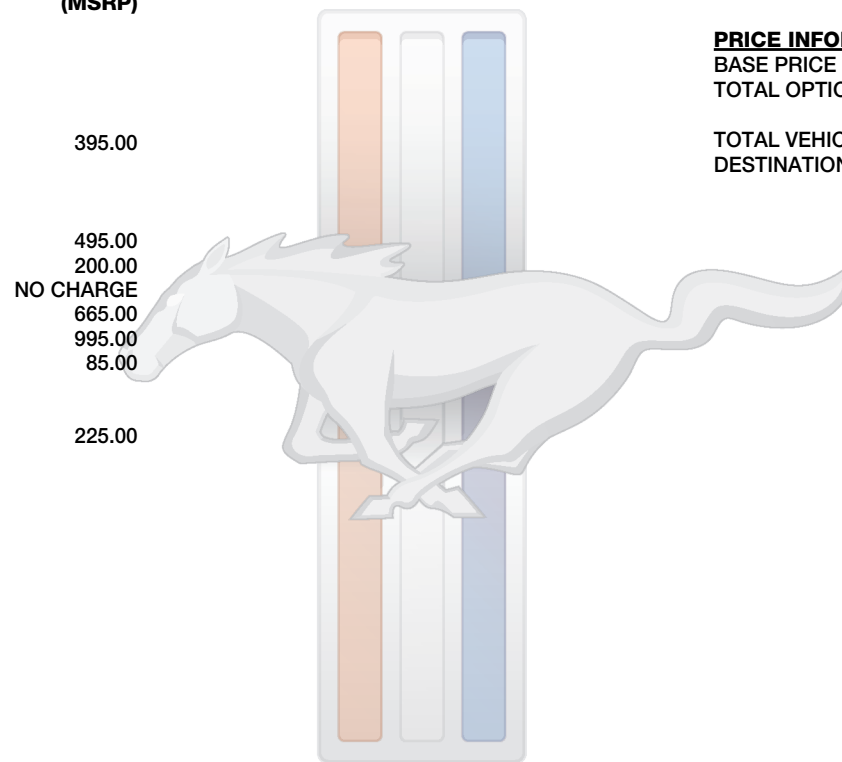 (MSRP)
395.00
495.00
200.00
NO CHARGE
665.00
995.00
85.00
225.00
PRICE INFO
BASE PRICE
TOTAL OPTIO
TOTAL VEHIC
DESTINATION